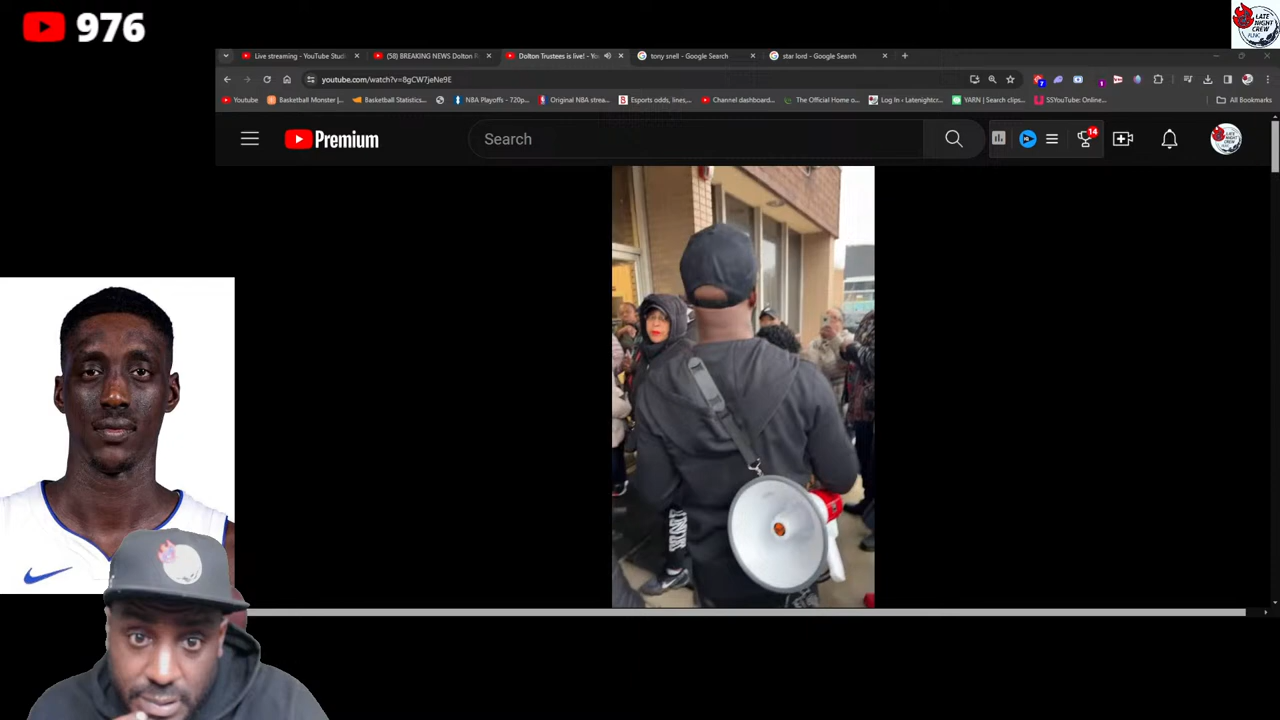 976
LATE
NIGHT
CREW
#LNC
Live streaming - YouTube Studi
(58) BREAKING NEWS Dolton P
Dolton Trustees is live! - Yo
tony snell - Google Search
star lord - Google Search
youtube.com/watch?v=8gCW7jeNe9E
Youtube
Basketball Monster |
Basketball Statistics...
NBA Playoffs - 720p...
Original NBA strea...
Esports odds, lines,...
Channel dashboard...
The Official Home o...
Log In ‹ Latenightcr...
YARN | Search clips...
SSYouTube: Online...
All Bookmarks
Premium
Search
14